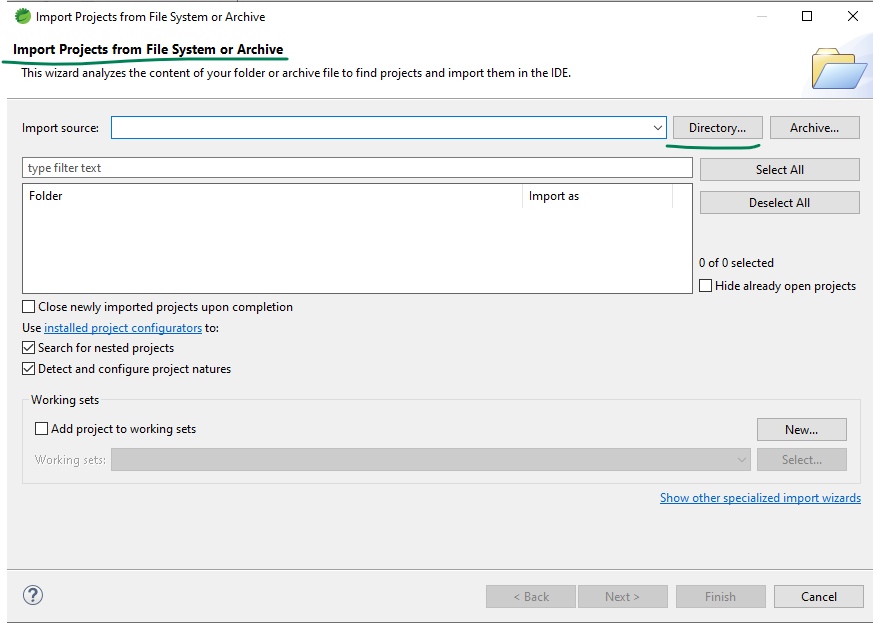 Import Projects from File System or Archive
Import Projects from File System or Archive
This wizard analyzes the content of your folder or archive file to find projects and import them in the IDE.
Import source: Directory... Archive...
type filter text Select All
Folder Import as
Deselect All
0 of 0 selected
Hide already open projects
Close newly imported projects upon completion
Use installed project configurators to:
Search for nested projects
Detect and configure project natures
Working sets
Add project to working sets New...
Working sets: Select...
Show other specialized import wizards
? < Back Next > Finish Cancel